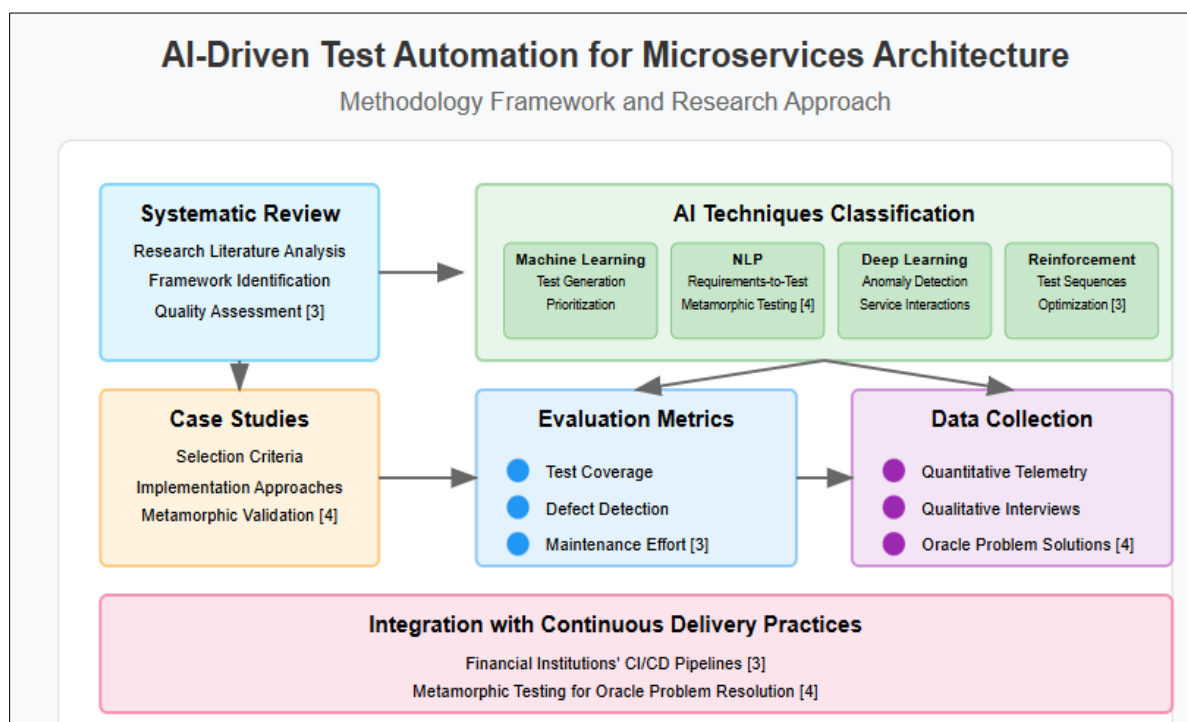 AI-Driven Test Automation for Microservices Architecture
Methodology Framework and Research Approach
Systematic Review
Research Literature Analysis
Framework Identification
Quality Assessment [3]
AI Techniques Classification
Machine Learning
Test Generation
Prioritization
NLP
Requirements-to-Test
Metamorphic Testing [4]
Deep Learning
Anomaly Detection
Service Interactions
Reinforcement
Test Sequences
Optimization [3]
Case Studies
Selection Criteria
Implementation Approaches
Metamorphic Validation [4]
Evaluation Metrics
Test Coverage
Defect Detection
Maintenance Effort [3]
Data Collection
Quantitative Telemetry
Qualitative Interviews
Oracle Problem Solutions [4]
Integration with Continuous Delivery Practices
Financial Institutions' CI/CD Pipelines [3]
Metamorphic Testing for Oracle Problem Resolution [4]